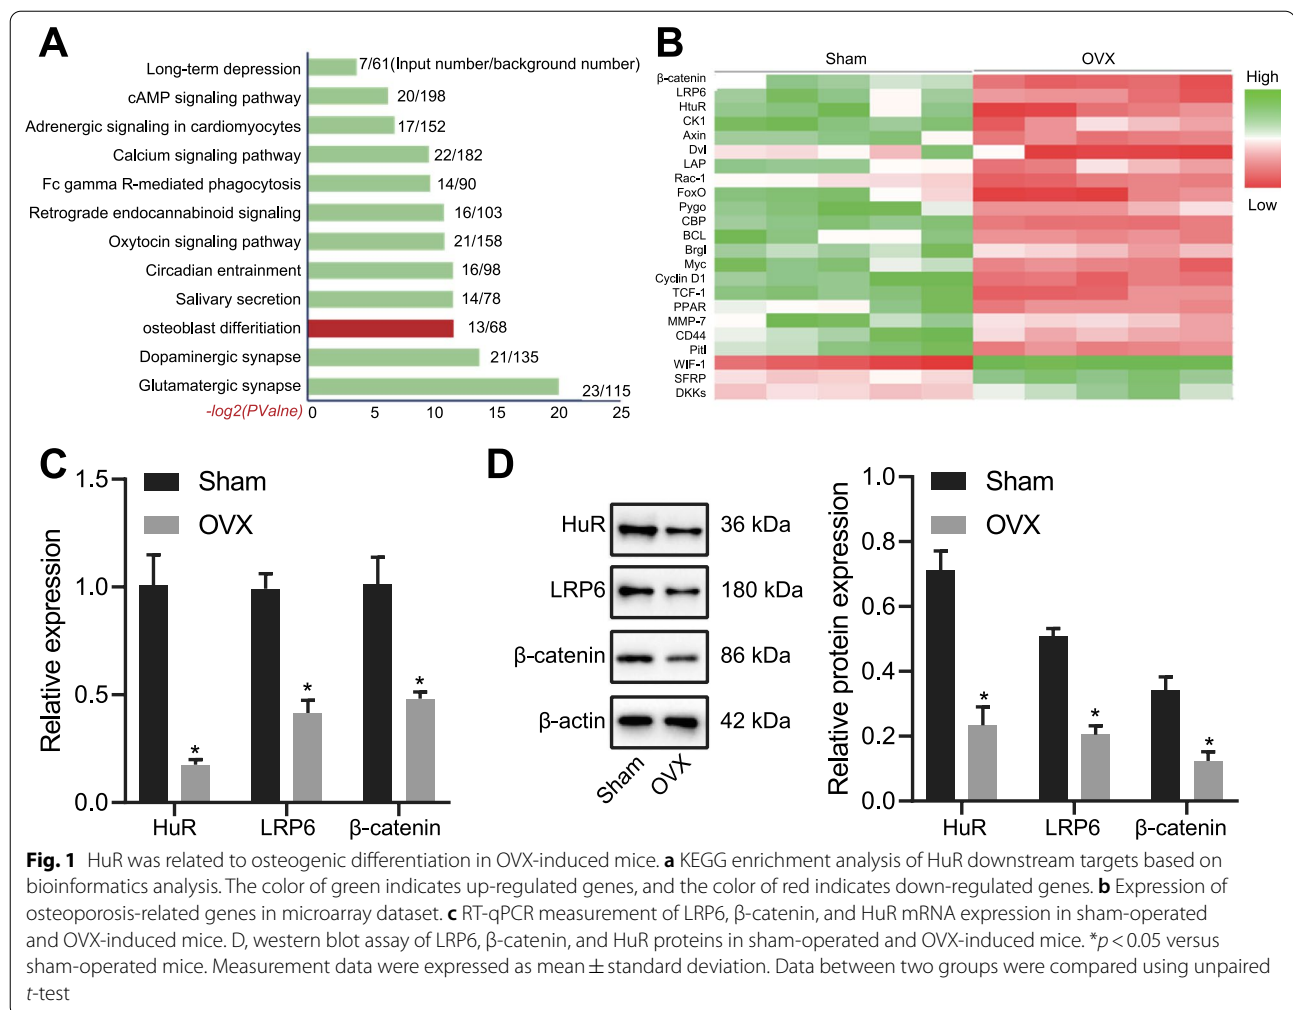 A
Long-term depression
7/61(Input number/background number)
cAMP signaling pathway
20/198
Adrenergic signaling in cardiomyocytes
17/152
Calcium signaling pathway
22/182
Fc gamma R-mediated phagocytosis
14/90
Retrograde endocannabinoid signaling
16/103
Oxytocin signaling pathway
21/158
Circadian entrainment
16/98
Salivary secretion
14/78
osteoblast differitiation
13/68
Dopaminergic synapse
21/135
Glutamatergic synapse
23/115
-log2(PValne) 0 5 10 15 20 25
B
Sham OVX
β-catenin
LRP6
HtuR
CK1
Axin
Dvl
LAP
Rac-1
FoxO
Pygo
CBP
BCL
Brgl
Myc
Cyclin D1
TCF-1
PPAR
MMP-7
CD44
Pitl
WIF-1
SFRP
DKKs
High
Low
C
Sham
OVX
Relative expression
1.5
1.0
0.5
0.0
* * *
HuR LRP6 β-catenin
D
HuR 36 kDa
LRP6 180 kDa
β-catenin 86 kDa
β-actin 42 kDa
Sham OVX
Sham
OVX
Relative protein expression
1.0
0.8
0.6
0.4
0.2
0.0
* * *
HuR LRP6 β-catenin
Fig. 1 HuR was related to osteogenic differentiation in OVX-induced mice. a KEGG enrichment analysis of HuR downstream targets based on
bioinformatics analysis. The color of green indicates up-regulated genes, and the color of red indicates down-regulated genes. b Expression of
osteoporosis-related genes in microarray dataset. c RT-qPCR measurement of LRP6, β-catenin, and HuR mRNA expression in sham-operated
and OVX-induced mice. D, western blot assay of LRP6, β-catenin, and HuR proteins in sham-operated and OVX-induced mice. *p < 0.05 versus
sham-operated mice. Measurement data were expressed as mean ± standard deviation. Data between two groups were compared using unpaired
t-test